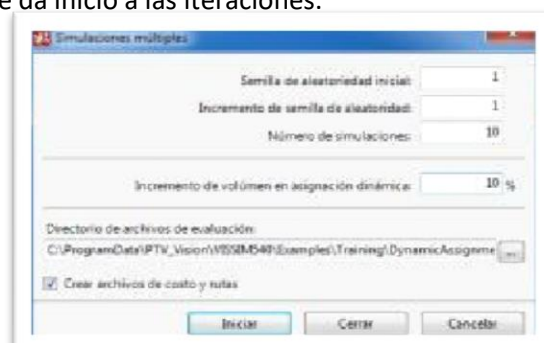 e da inicio a las iteraciones.
Simulaciones múltiples
Semilla de aleatoriedad inicial: 1
Incremento de semilla de aleatoridad: 1
Número de simulaciones: 10
Incremento de volúmen en asignación dinámica: 10 %
Directorio de archivos de evaluación:
C:\ProgramData\PTV_Vision\VISSIM540\Examples\Training\DynamicAssignme ...
Crear archivos de costo y rutas
Iniciar Cerrar Cancelar